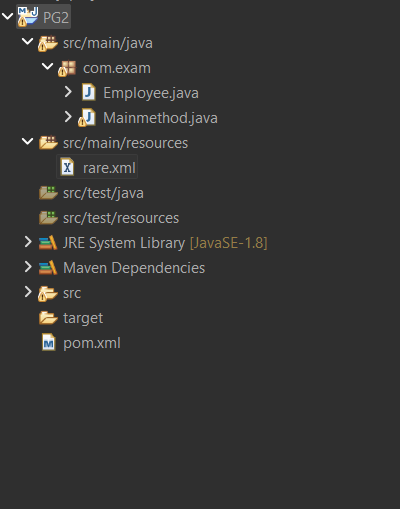 PG2
src/main/java
com.exam
Employee.java
Mainmethod.java
src/main/resources
rare.xml
src/test/java
src/test/resources
JRE System Library [JavaSE-1.8]
Maven Dependencies
src
target
pom.xml